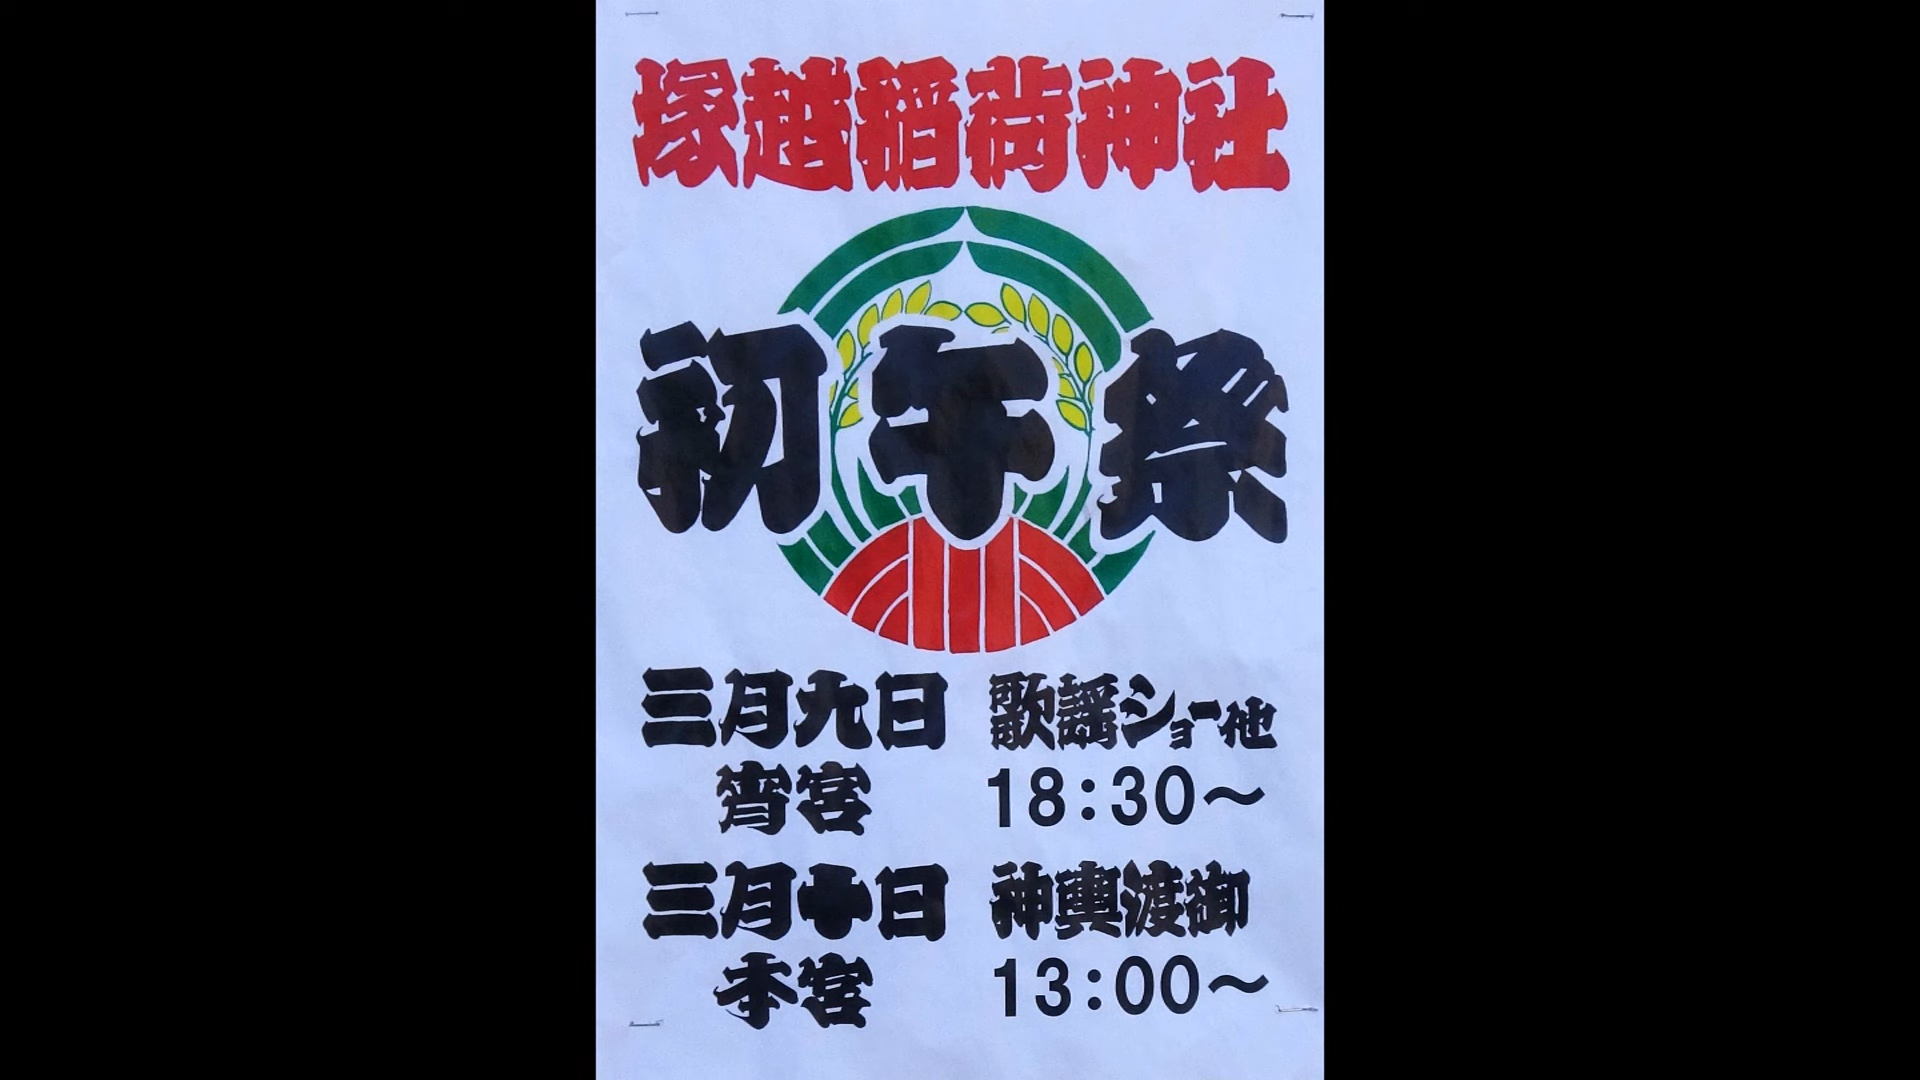 塚越稲荷神社
初午祭
三月九日 歌謡ショー他
宵宮 18:30～
三月十日 神輿渡御
本宮 13:00～